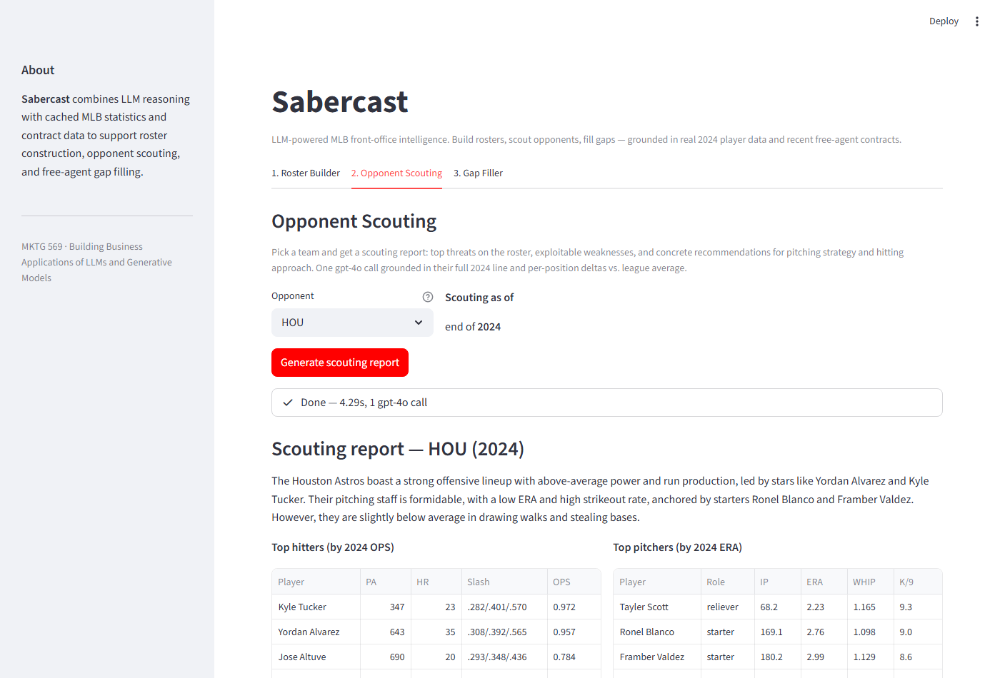 Deploy
About
Sabercast combines LLM reasoning
with cached MLB statistics and
contract data to support roster
construction, opponent scouting,
and free-agent gap filling.
MKTG 569 · Building Business
Applications of LLMs and Generative
Models
Sabercast
LLM-powered MLB front-office intelligence. Build rosters, scout opponents, fill gaps — grounded in real 2024 player data and recent free-agent contracts.
1. Roster Builder 2. Opponent Scouting 3. Gap Filler
Opponent Scouting
Pick a team and get a scouting report: top threats on the roster, exploitable weaknesses, and concrete recommendations for pitching strategy and hitting
approach. One gpt-4o call grounded in their full 2024 line and per-position deltas vs. league average.
Opponent
HOU
Scouting as of
end of 2024
Generate scouting report
Done — 4.29s, 1 gpt-4o call
Scouting report — HOU (2024)
The Houston Astros boast a strong offensive lineup with above-average power and run production, led by stars like Yordan Alvarez and Kyle
Tucker. Their pitching staff is formidable, with a low ERA and high strikeout rate, anchored by starters Ronel Blanco and Framber Valdez.
However, they are slightly below average in drawing walks and stealing bases.
Top hitters (by 2024 OPS)
Player PA HR Slash OPS
Kyle Tucker 347 23 .282/.401/.570 0.972
Yordan Alvarez 643 35 .308/.392/.565 0.957
Jose Altuve 690 20 .293/.348/.436 0.784
Top pitchers (by 2024 ERA)
Player Role IP ERA WHIP K/9
Tayler Scott reliever 68.2 2.23 1.165 9.3
Ronel Blanco starter 169.1 2.76 1.098 9.0
Framber Valdez starter 180.2 2.99 1.129 8.6